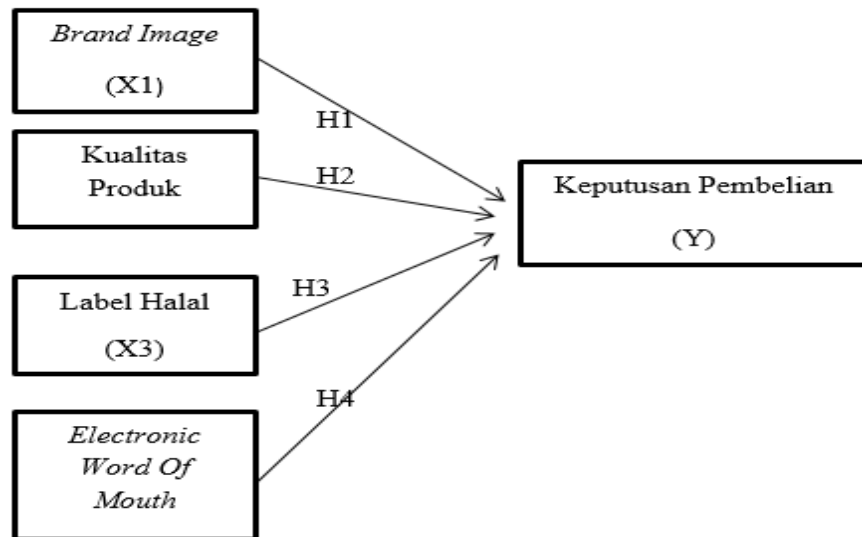 Brand Image
(X1)
H1
Kualitas
Produk
H2
Keputusan Pembelian
(Y)
Label Halal
(X3)
H3
H4
Electronic
Word Of
Mouth